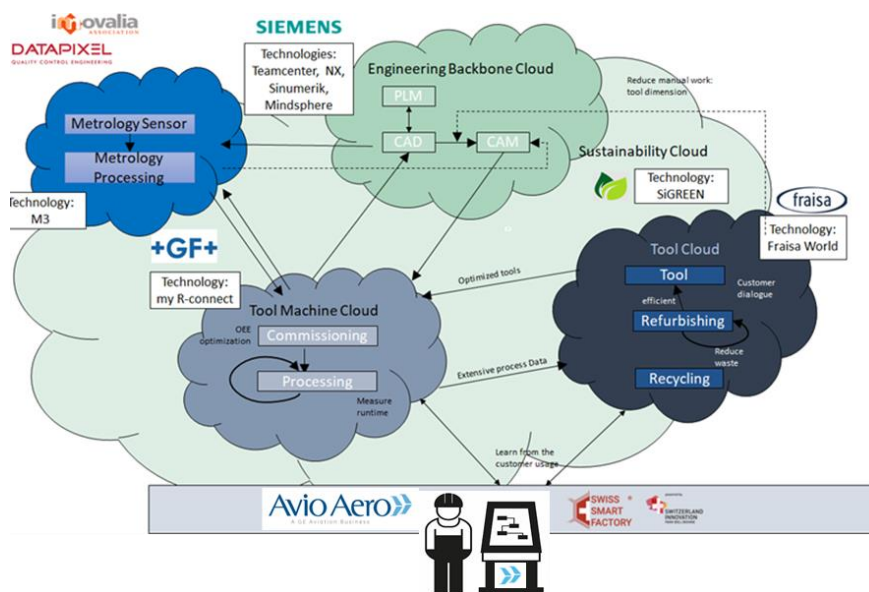 innovalia
ASSOCIATION
DATAPIXEL
QUALITY CONTROL ENGINEERING
SIEMENS
Technologies:
Teamcenter, NX,
Sinumerik,
Mindsphere
Engineering Backbone Cloud
PLM
CAD
CAM
Reduce manual work:
tool dimension
Metrology Sensor
Metrology
Processing
Technology:
M3
Sustainability Cloud
Technology:
SiGREEN
fraisa
Technology:
Fraisa World
+GF+
Technology:
my R-connect
Tool Machine Cloud
OEE
optimization
Commissioning
Processing
Measure
runtime
Optimized tools
Extensive process Data
Tool Cloud
Tool
Customer
dialogue
efficient
Refurbishing
Reduce
waste
Recycling
Learn from the
customer usage
Avio Aero
A GE Aviation Business
SWISS
SMART
FACTORY
SWITZERLAND
INNOVATION